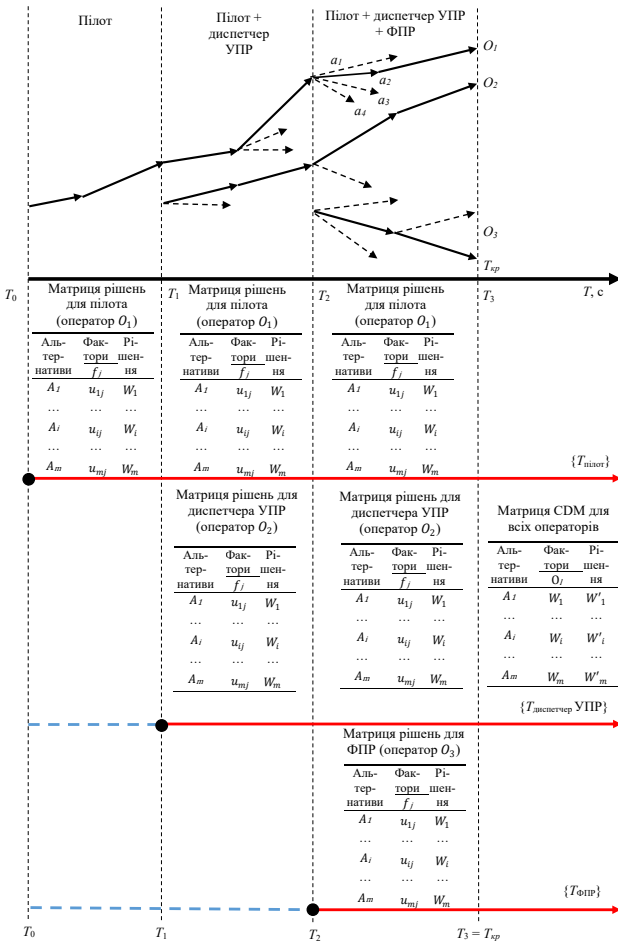 Пілот
Пілот +
диспетчер
УПР
Пілот + диспетчер УПР
+ ФПР
a1
a2
a3
a4
O1
O2
O3
Tкр
T0
T1
T2
T3
T, с
Матриця рішень
для пілота
(оператор O1)
Аль- Фак- Рі-
тер- тори шен-
нативи fj ня
A1 u1j W1
... ... ...
Ai uij Wi
... ... ...
Am umj Wm
Матриця рішень
для пілота
(оператор O1)
Аль- Фак- Рі-
тер- тори шен-
нативи fj ня
A1 u1j W1
... ... ...
Ai uij Wi
... ... ...
Am umj Wm
Матриця рішень
для пілота
(оператор O1)
Аль- Фак- Рі-
тер- тори шен-
нативи fj ня
A1 u1j W1
... ... ...
Ai uij Wi
... ... ...
Am umj Wm
{Tпілот}
Матриця рішень для
диспетчера УПР
(оператор O2)
Аль- Фак- Рі-
тер- тори шен-
нативи fj ня
A1 u1j W1
... ... ...
Ai uij Wi
... ... ...
Am umj Wm
Матриця рішень для
диспетчера УПР
(оператор O2)
Аль- Фак- Рі-
тер- тори шен-
нативи fj ня
A1 u1j W1
... ... ...
Ai uij Wi
... ... ...
Am umj Wm
Матриця CDM для
всіх операторів
Аль- Фак- Рі-
тер- тори шен-
нативи Ol ня
A1 W1 W'1
... ... ...
Ai Wi W'i
... ... ...
Am Wm W'm
{Tдиспетчер УПР}
Матриця рішень для
ФПР (оператор O3)
Аль- Фак- Рі-
тер- тори шен-
нативи fj ня
A1 u1j W1
... ... ...
Ai uij Wi
... ... ...
Am umj Wm
{TФПР}
T0
T1
T2
T3 = Tкр